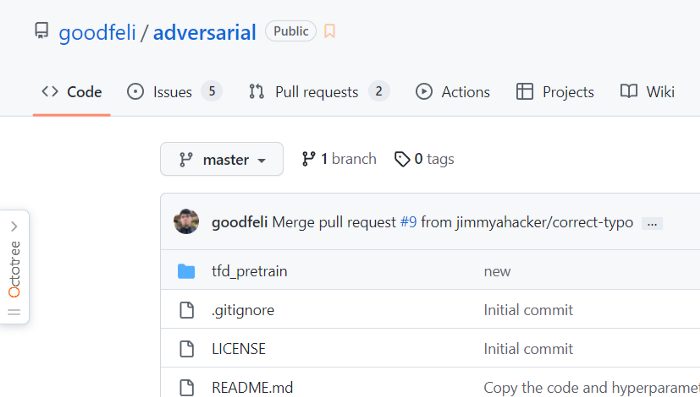 goodfeli / adversarial Public
Code Issues 5 Pull requests 2 Actions Projects Wiki
master 1 branch 0 tags
goodfeli Merge pull request #9 from jimmyahacker/correct-typo ...
Octotree
tfd_pretrain new
.gitignore Initial commit
LICENSE Initial commit
README.md Copy the code and hyperparamet